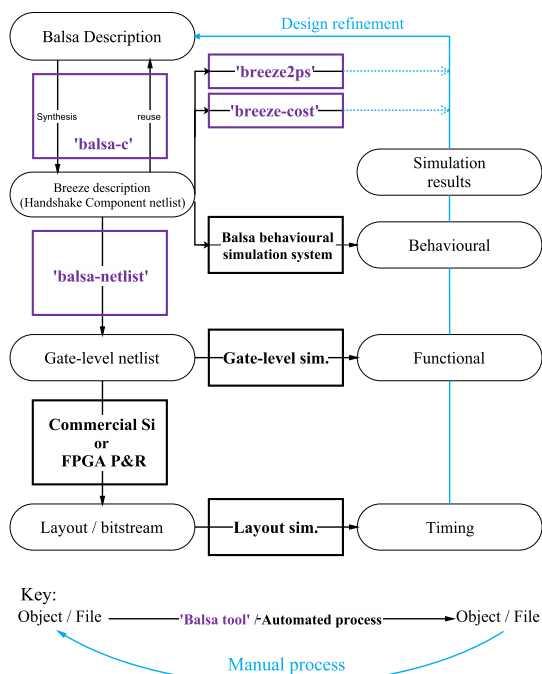 Design refinement
Balsa Description
'breeze2ps'
'breeze-cost'
Synthesis
reuse
'balsa-c'
Simulation
results
Breeze description
(Handshake Component netlist)
Balsa behavioural
simulation system
Behavioural
'balsa-netlist'
Gate-level netlist
Gate-level sim.
Functional
Commercial Si
or
FPGA P&R
Layout / bitstream
Layout sim.
Timing
Key:
Object / File
'Balsa tool' / Automated process
Object / File
Manual process